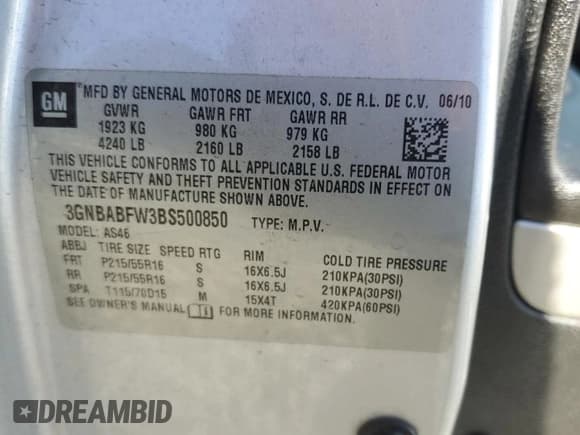 GM
MFD BY GENERAL MOTORS DE MEXICO, S. DE R.L. DE C.V. 06/10
GVWR GAWR FRT GAWR RR
1923 KG 980 KG 979 KG
4240 LB 2160 LB 2158 LB
THIS VEHICLE CONFORMS TO ALL APPLICABLE U.S. FEDERAL MOTOR
VEHICLE SAFETY AND THEFT PREVENTION STANDARDS IN EFFECT ON
THE DATE OF MANUFACTURE SHOWN ABOVE.
3GNBABFW3BS500850 TYPE: M.P.V.
MODEL: AS46
ABBJ TIRE SIZE SPEED RTG RIM COLD TIRE PRESSURE
FRT P215/55R16 S 16X6.5J 210KPA(30PSI)
RR P215/55R16 S 16X6.5J 210KPA(30PSI)
SPA T115/70D15 M 15X4T 420KPA(60PSI)
SEE OWNER'S MANUAL FOR MORE INFORMATION.
DREAMBID